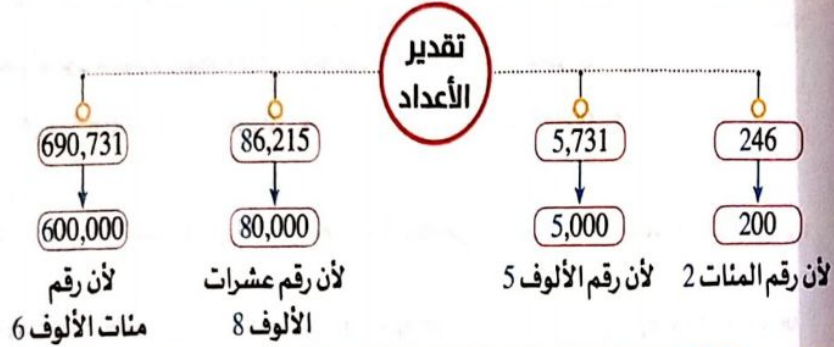 تقدير
الأعداد
246
5,731
86,215
690,731
200
5,000
80,000
600,000
لأن رقم المئات 2
لأن رقم الألوف 5
لأن رقم عشرات
الألوف 8
لأن رقم
مئات الألوف 6